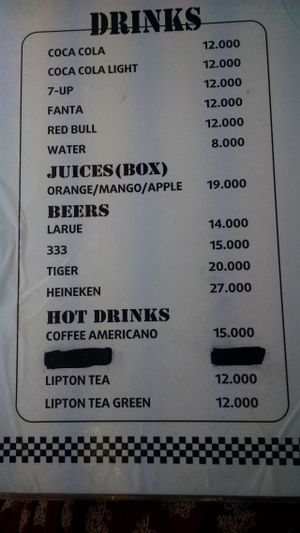 DRINKS
COCA COLA 12.000
COCA COLA LIGHT 12.000
7-UP 12.000
FANTA 12.000
RED BULL 12.000
WATER 8.000
JUICES(BOX)
ORANGE/MANGO/APPLE 19.000
BEERS
LARUE 14.000
333 15.000
TIGER 20.000
HEINEKEN 27.000
HOT DRINKS
COFFEE AMERICANO 15.000
LIPTON TEA 12.000
LIPTON TEA GREEN 12.000